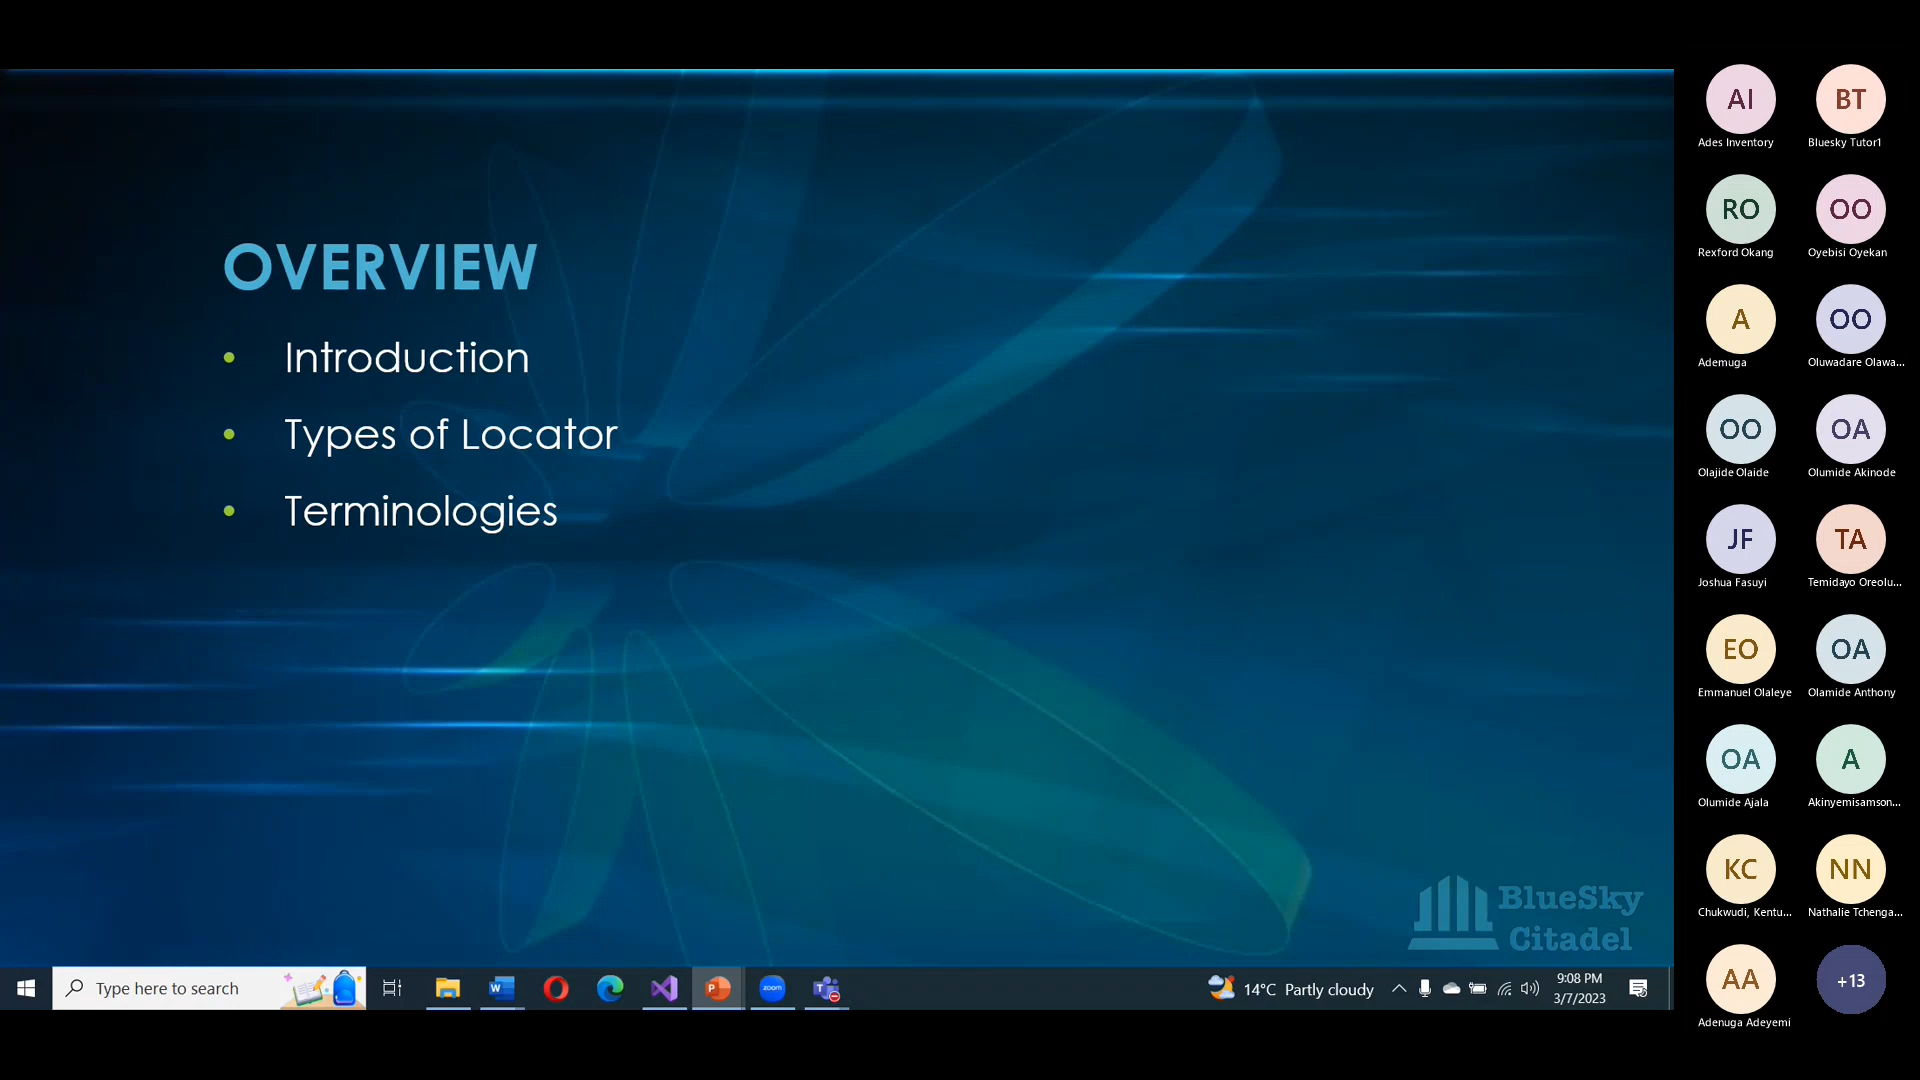 OVERVIEW
• Introduction
• Types of Locator
• Terminologies
BlueSky
Citadel
Type here to search
14°C Partly cloudy
9:08 PM
3/7/2023
AI
Ades Inventory
BT
Bluesky Tutor1
RO
Rexford Okang
OO
Oyebisi Oyekan
A
Ademuga
OO
Oluwadare Olawa...
OO
Olajide Olaide
OA
Olumide Akinode
JF
Joshua Fasuyi
TA
Temidayo Oreolu...
EO
Emmanuel Olaleye
OA
Olamide Anthony
OA
Olumide Ajala
A
Akinyemisamson...
KC
Chukwudi, Kentu...
NN
Nathalie Tchenga...
AA
Adenuga Adeyemi
+13